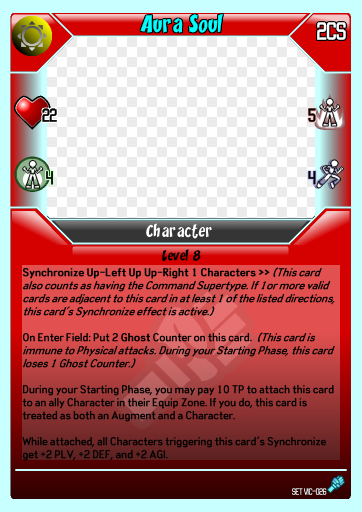 Aura Soul
2CS
22
5
4
4
Character
Level 8
Synchronize Up-Left Up Up-Right 1 Characters >> (This card
also counts as having the Command Supertype. If 1 or more valid
cards are adjacent to this card in at least 1 of the listed directions,
this card's Synchronize effect is active.)
On Enter Field: Put 2 Ghost Counter on this card. (This card is
immune to Physical attacks. During your Starting Phase, this card
loses 1 Ghost Counter.)
During your Starting Phase, you may pay 10 TP to attach this card
to an ally Character in their Equip Zone. If you do, this card is
treated as both an Augment and a Character.
While attached, all Characters triggering this card's Synchronize
get +2 PLV, +2 DEF, and +2 AGI.
SET VIC-026